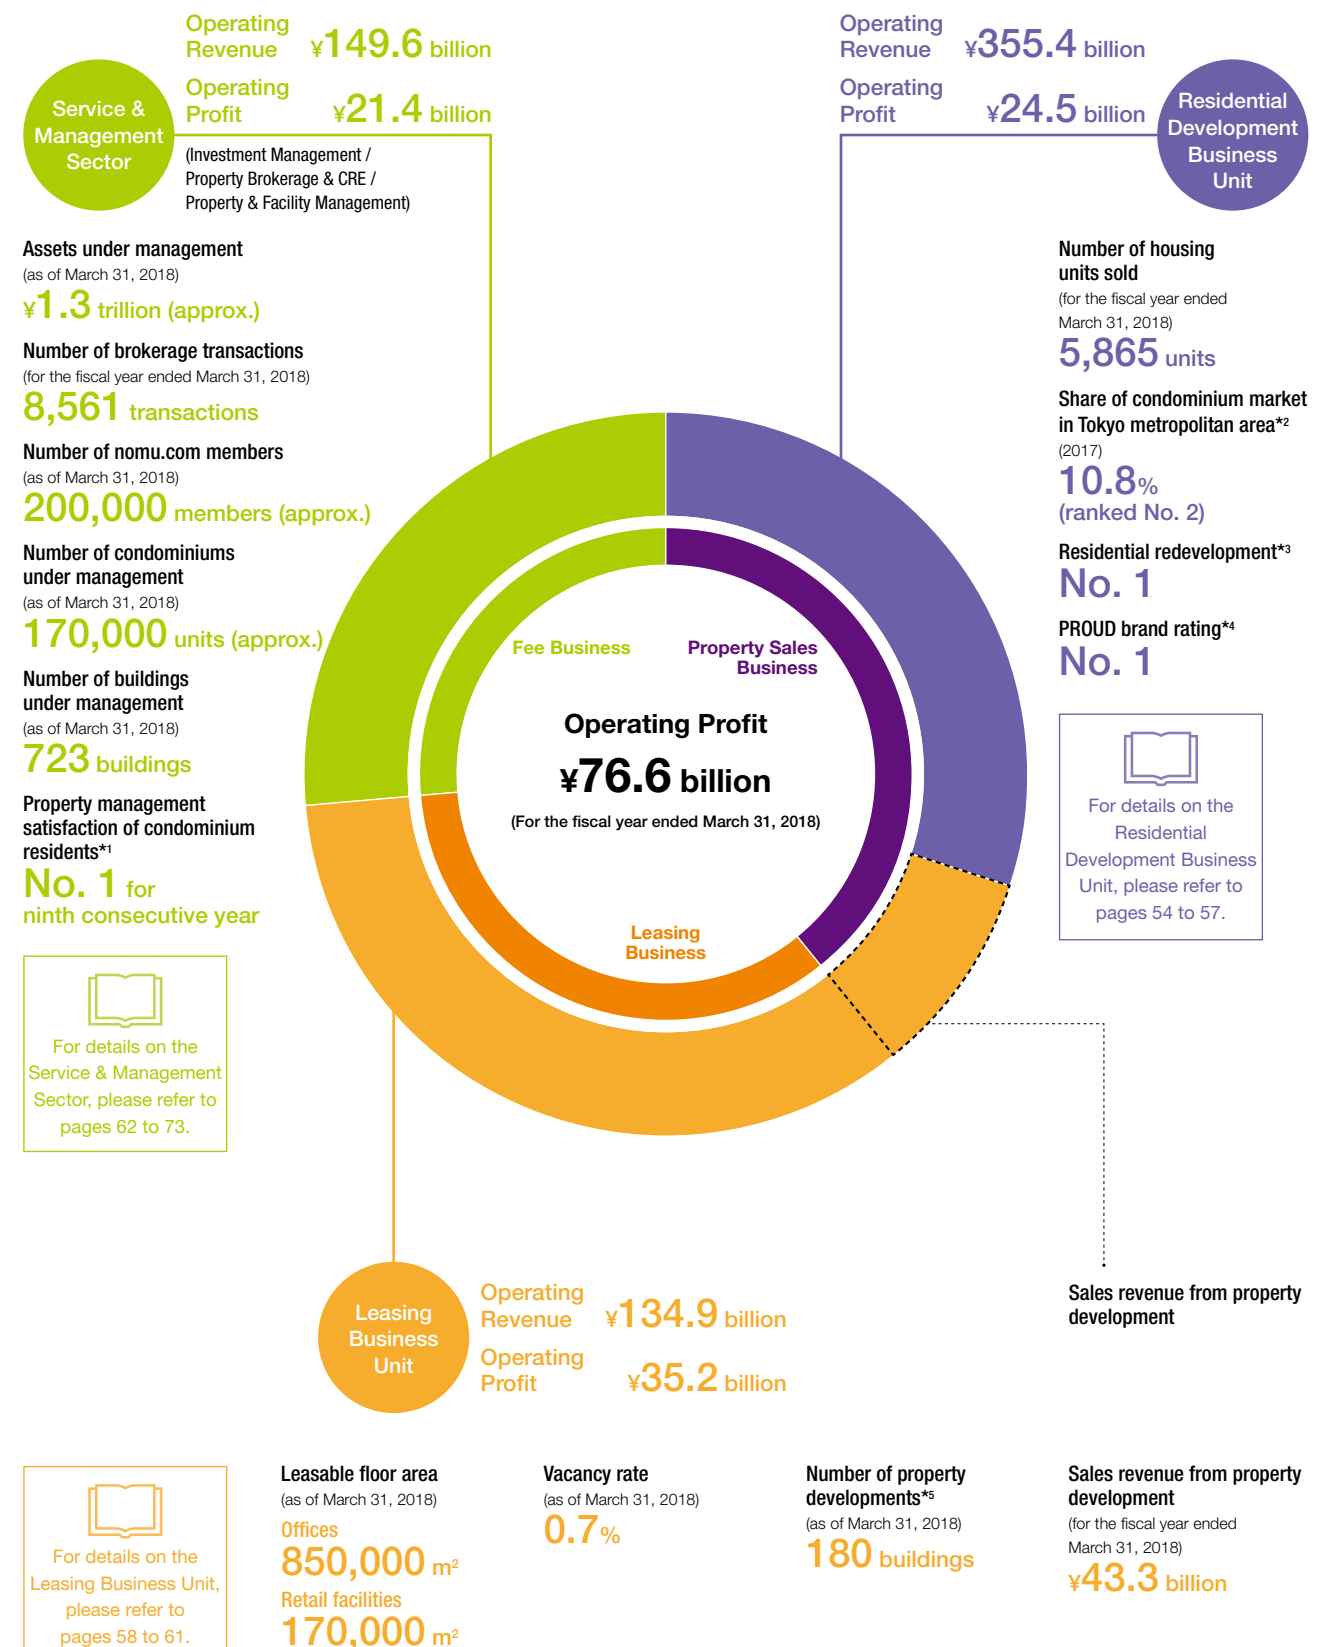 Operating
Revenue ¥149.6 billion
Operating
Profit ¥21.4 billion
Service &
Management
Sector
(Investment Management /
Property Brokerage & CRE /
Property & Facility Management)
Operating
Revenue ¥355.4 billion
Operating
Profit ¥24.5 billion
Residential
Development
Business
Unit
Assets under management
(as of March 31, 2018)
¥1.3 trillion (approx.)
Number of brokerage transactions
(for the fiscal year ended March 31, 2018)
8,561 transactions
Number of nomu.com members
(as of March 31, 2018)
200,000 members (approx.)
Number of condominiums
under management
(as of March 31, 2018)
170,000 units (approx.)
Number of buildings
under management
(as of March 31, 2018)
723 buildings
Property management
satisfaction of condominium
residents*1
No. 1 for
ninth consecutive year
For details on the
Service & Management
Sector, please refer to
pages 62 to 73.
Number of housing
units sold
(for the fiscal year ended
March 31, 2018)
5,865 units
Share of condominium market
in Tokyo metropolitan area*2
(2017)
10.8%
(ranked No. 2)
Residential redevelopment*3
No. 1
PROUD brand rating*4
No. 1
For details on the
Residential
Development Business
Unit, please refer to
pages 54 to 57.
Fee Business
Property Sales
Business
Operating Profit
¥76.6 billion
(For the fiscal year ended March 31, 2018)
Leasing
Business
Leasing
Business
Unit
Operating
Revenue ¥134.9 billion
Operating
Profit ¥35.2 billion
Sales revenue from property
development
For details on the
Leasing Business Unit,
please refer to
pages 58 to 61.
Leasable floor area
(as of March 31, 2018)
Offices
850,000 m2
Retail facilities
170,000 m2
Vacancy rate
(as of March 31, 2018)
0.7%
Number of property
developments*5
(as of March 31, 2018)
180 buildings
Sales revenue from property
development
(for the fiscal year ended
March 31, 2018)
¥43.3 billion